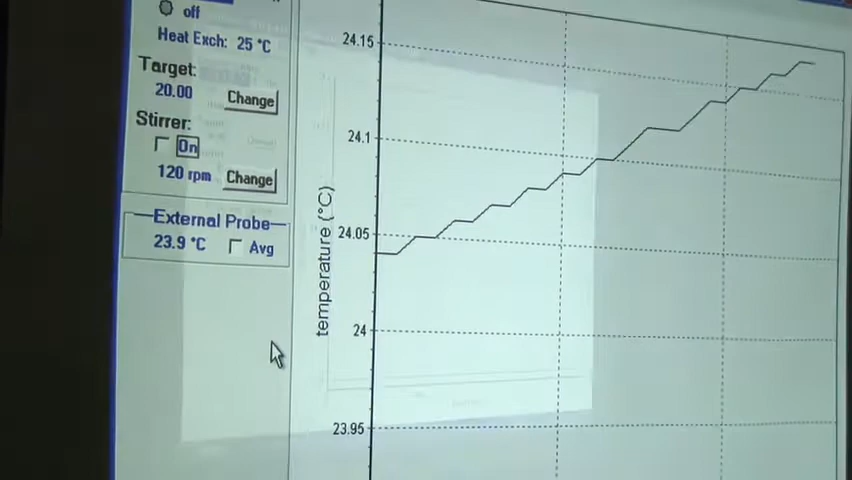 off
Heat Exch: 25 °C
Target:
20.00
Change
Stirrer:
On
120 rpm
Change
External Probe
23.9 °C
Avg
temperature (°C)
24.15
24.1
24.05
24
23.95